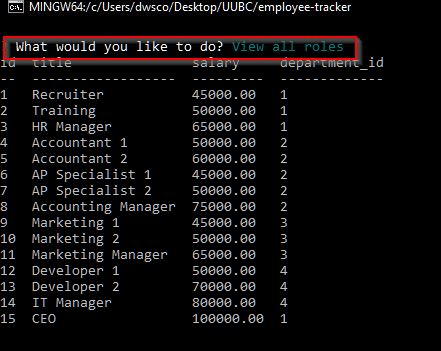 MINGW64:/c/Users/dwsco/Desktop/UUBC/employee-tracker
What would you like to do? View all roles
id title salary department_id
-- ------------------ --------- -------------
1 Recruiter 45000.00 1
2 Training 50000.00 1
3 HR Manager 65000.00 1
4 Accountant 1 50000.00 2
5 Accountant 2 60000.00 2
6 AP Specialist 1 45000.00 2
7 AP Specialist 2 50000.00 2
8 Accounting Manager 75000.00 2
9 Marketing 1 45000.00 3
10 Marketing 2 50000.00 3
11 Marketing Manager 65000.00 3
12 Developer 1 50000.00 4
13 Developer 2 70000.00 4
14 IT Manager 80000.00 4
15 CEO 100000.00 1